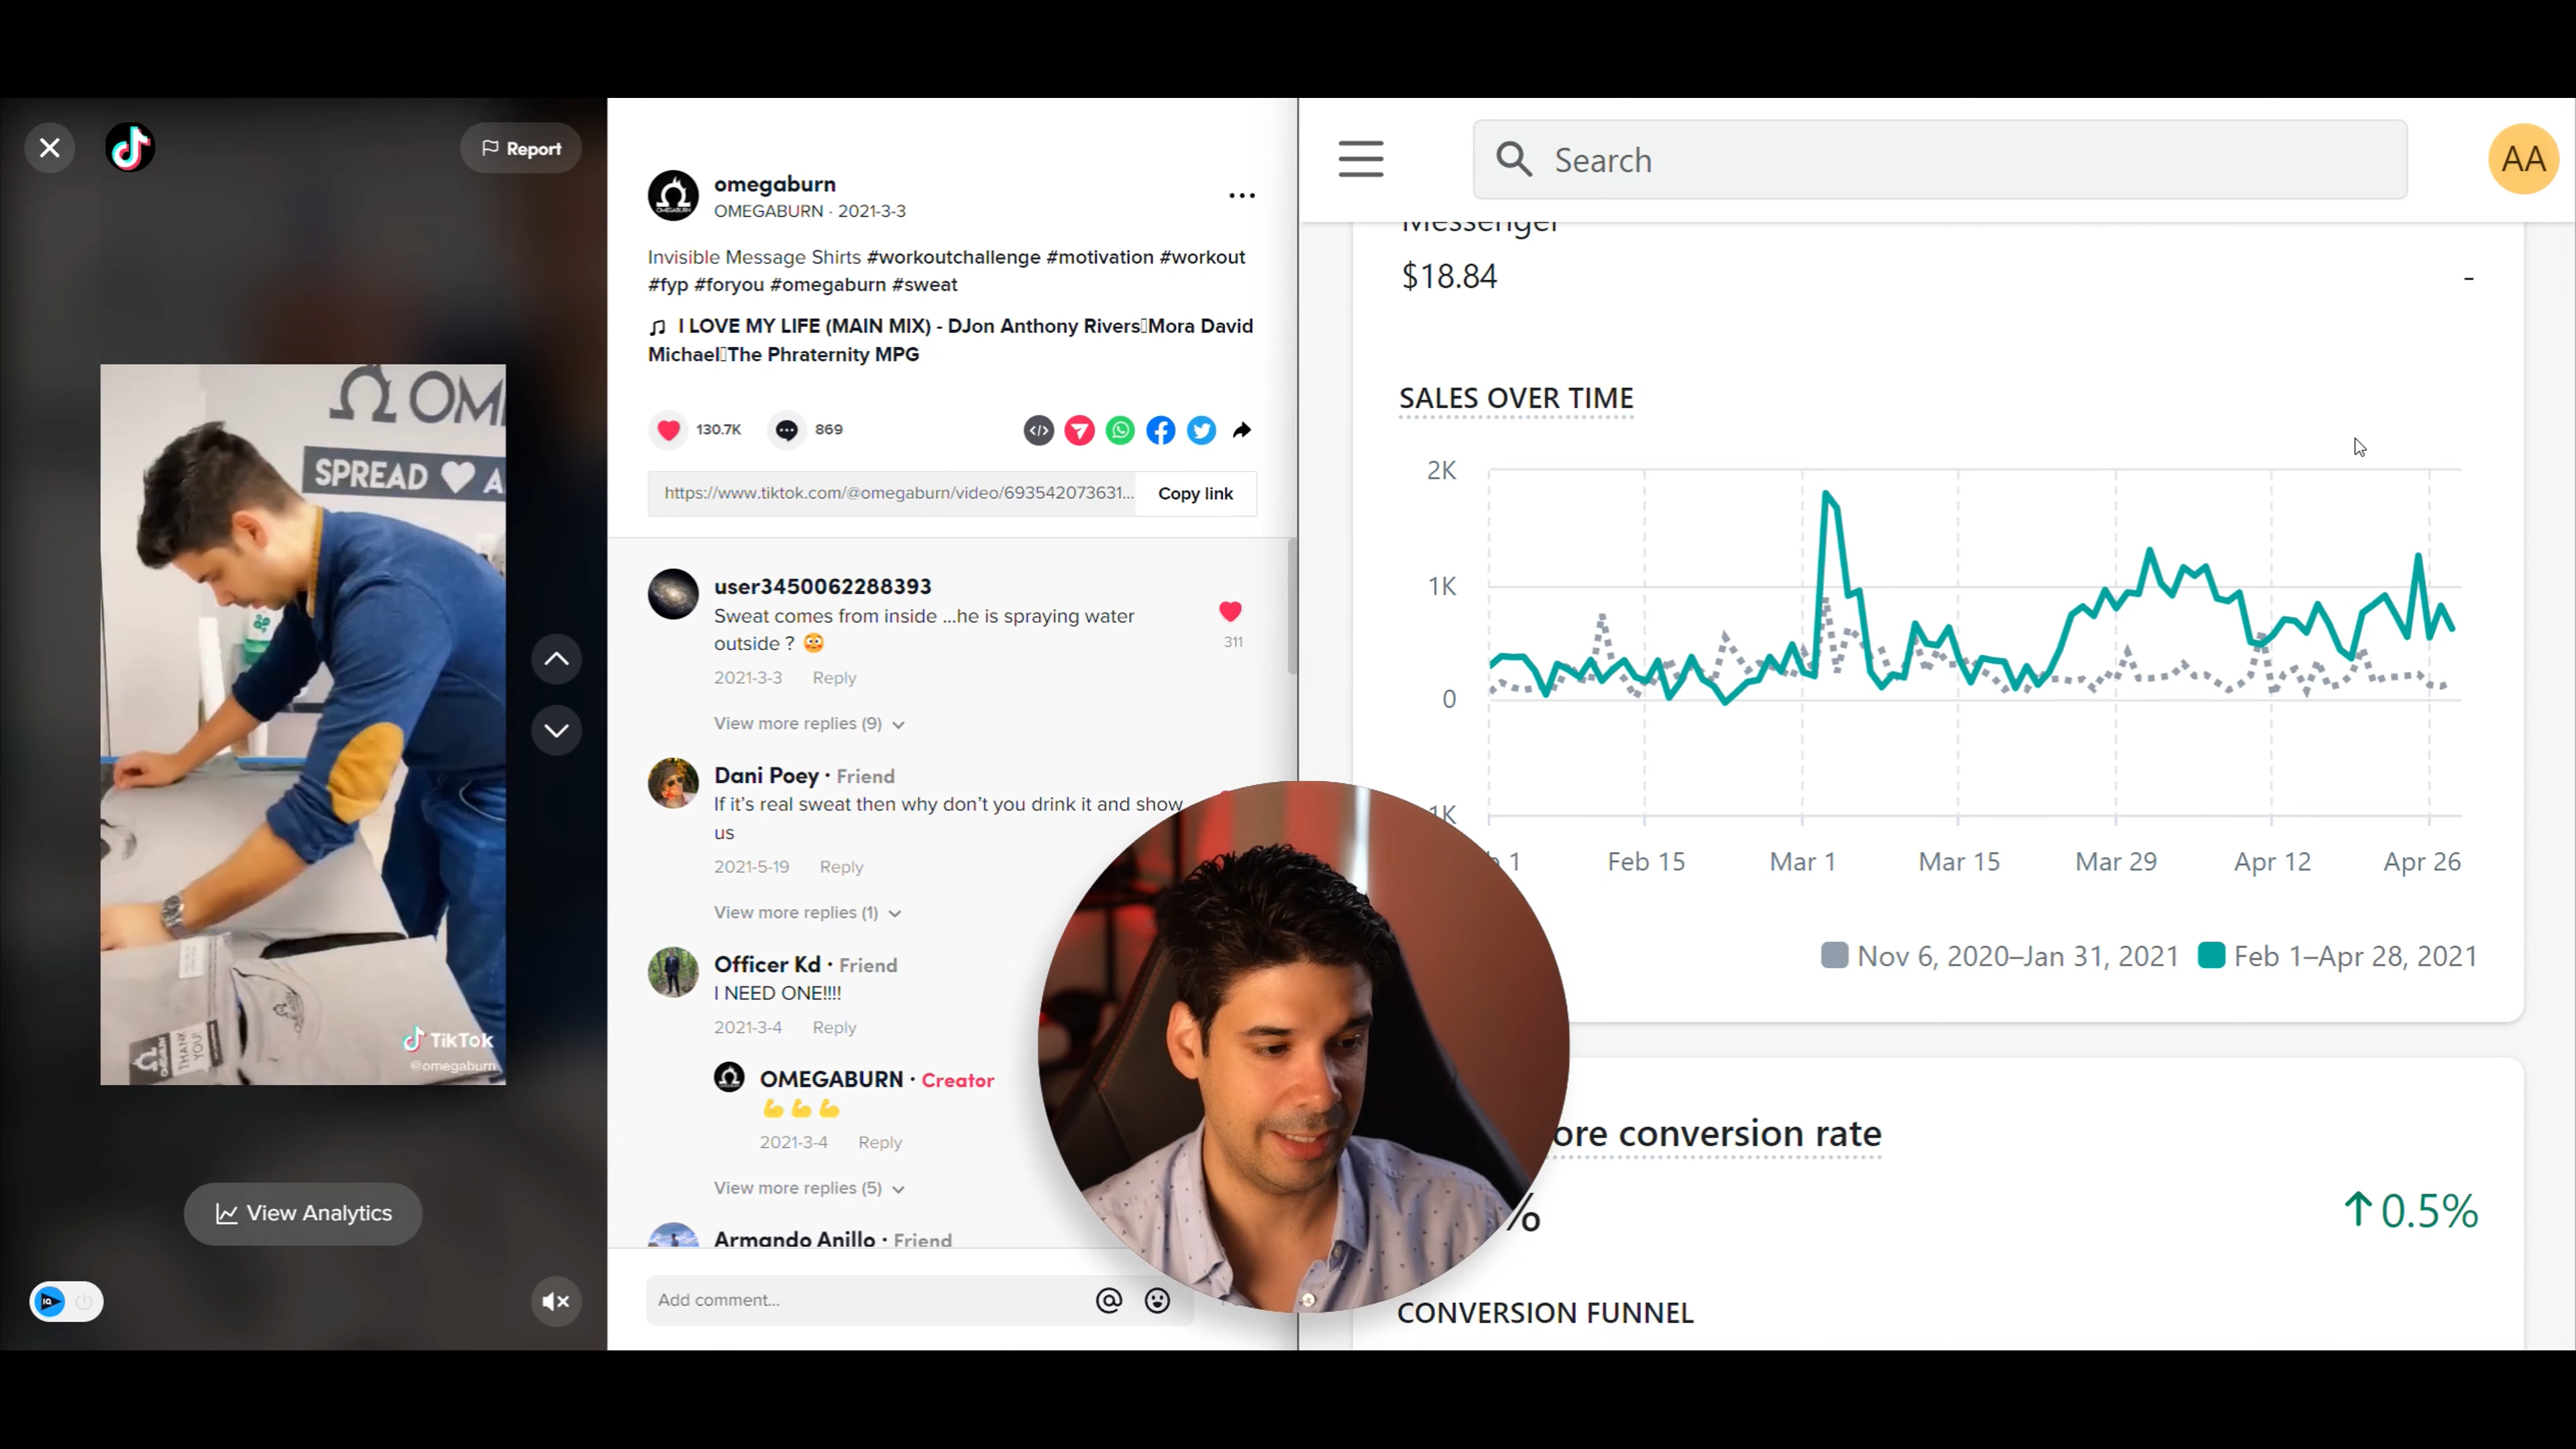 Report
OM
SPREAD A
THANK
YOU!
TikTok
@omegaburn
View Analytics
IQ
omegaburn
OMEGABURN · 2021-3-3
Invisible Message Shirts #workoutchallenge #motivation #workout
#fyp #foryou #omegaburn #sweat
I LOVE MY LIFE (MAIN MIX) - DJon Anthony Rivers▯Mora David
Michael▯The Phraternity MPG
130.7K
869
https://www.tiktok.com/@omegaburn/video/693542073631...
Copy link
user3450062288393
Sweat comes from inside ...he is spraying water
outside ? 😳
311
2021-3-3 Reply
View more replies (9)
Dani Poey · Friend
If it's real sweat then why don't you drink it and show
us
2021-5-19 Reply
View more replies (1)
Officer Kd · Friend
I NEED ONE!!!!
2021-3-4 Reply
OMEGABURN · Creator
💪💪💪
2021-3-4 Reply
View more replies (5)
Armando Anillo · Friend
Add comment...
Search
AA
Messenger
$18.84
-
SALES OVER TIME
2K
1K
0
1K
1 Feb 15 Mar 1 Mar 15 Mar 29 Apr 12 Apr 26
Nov 6, 2020–Jan 31, 2021 Feb 1–Apr 28, 2021
ore conversion rate
%
↑0.5%
CONVERSION FUNNEL